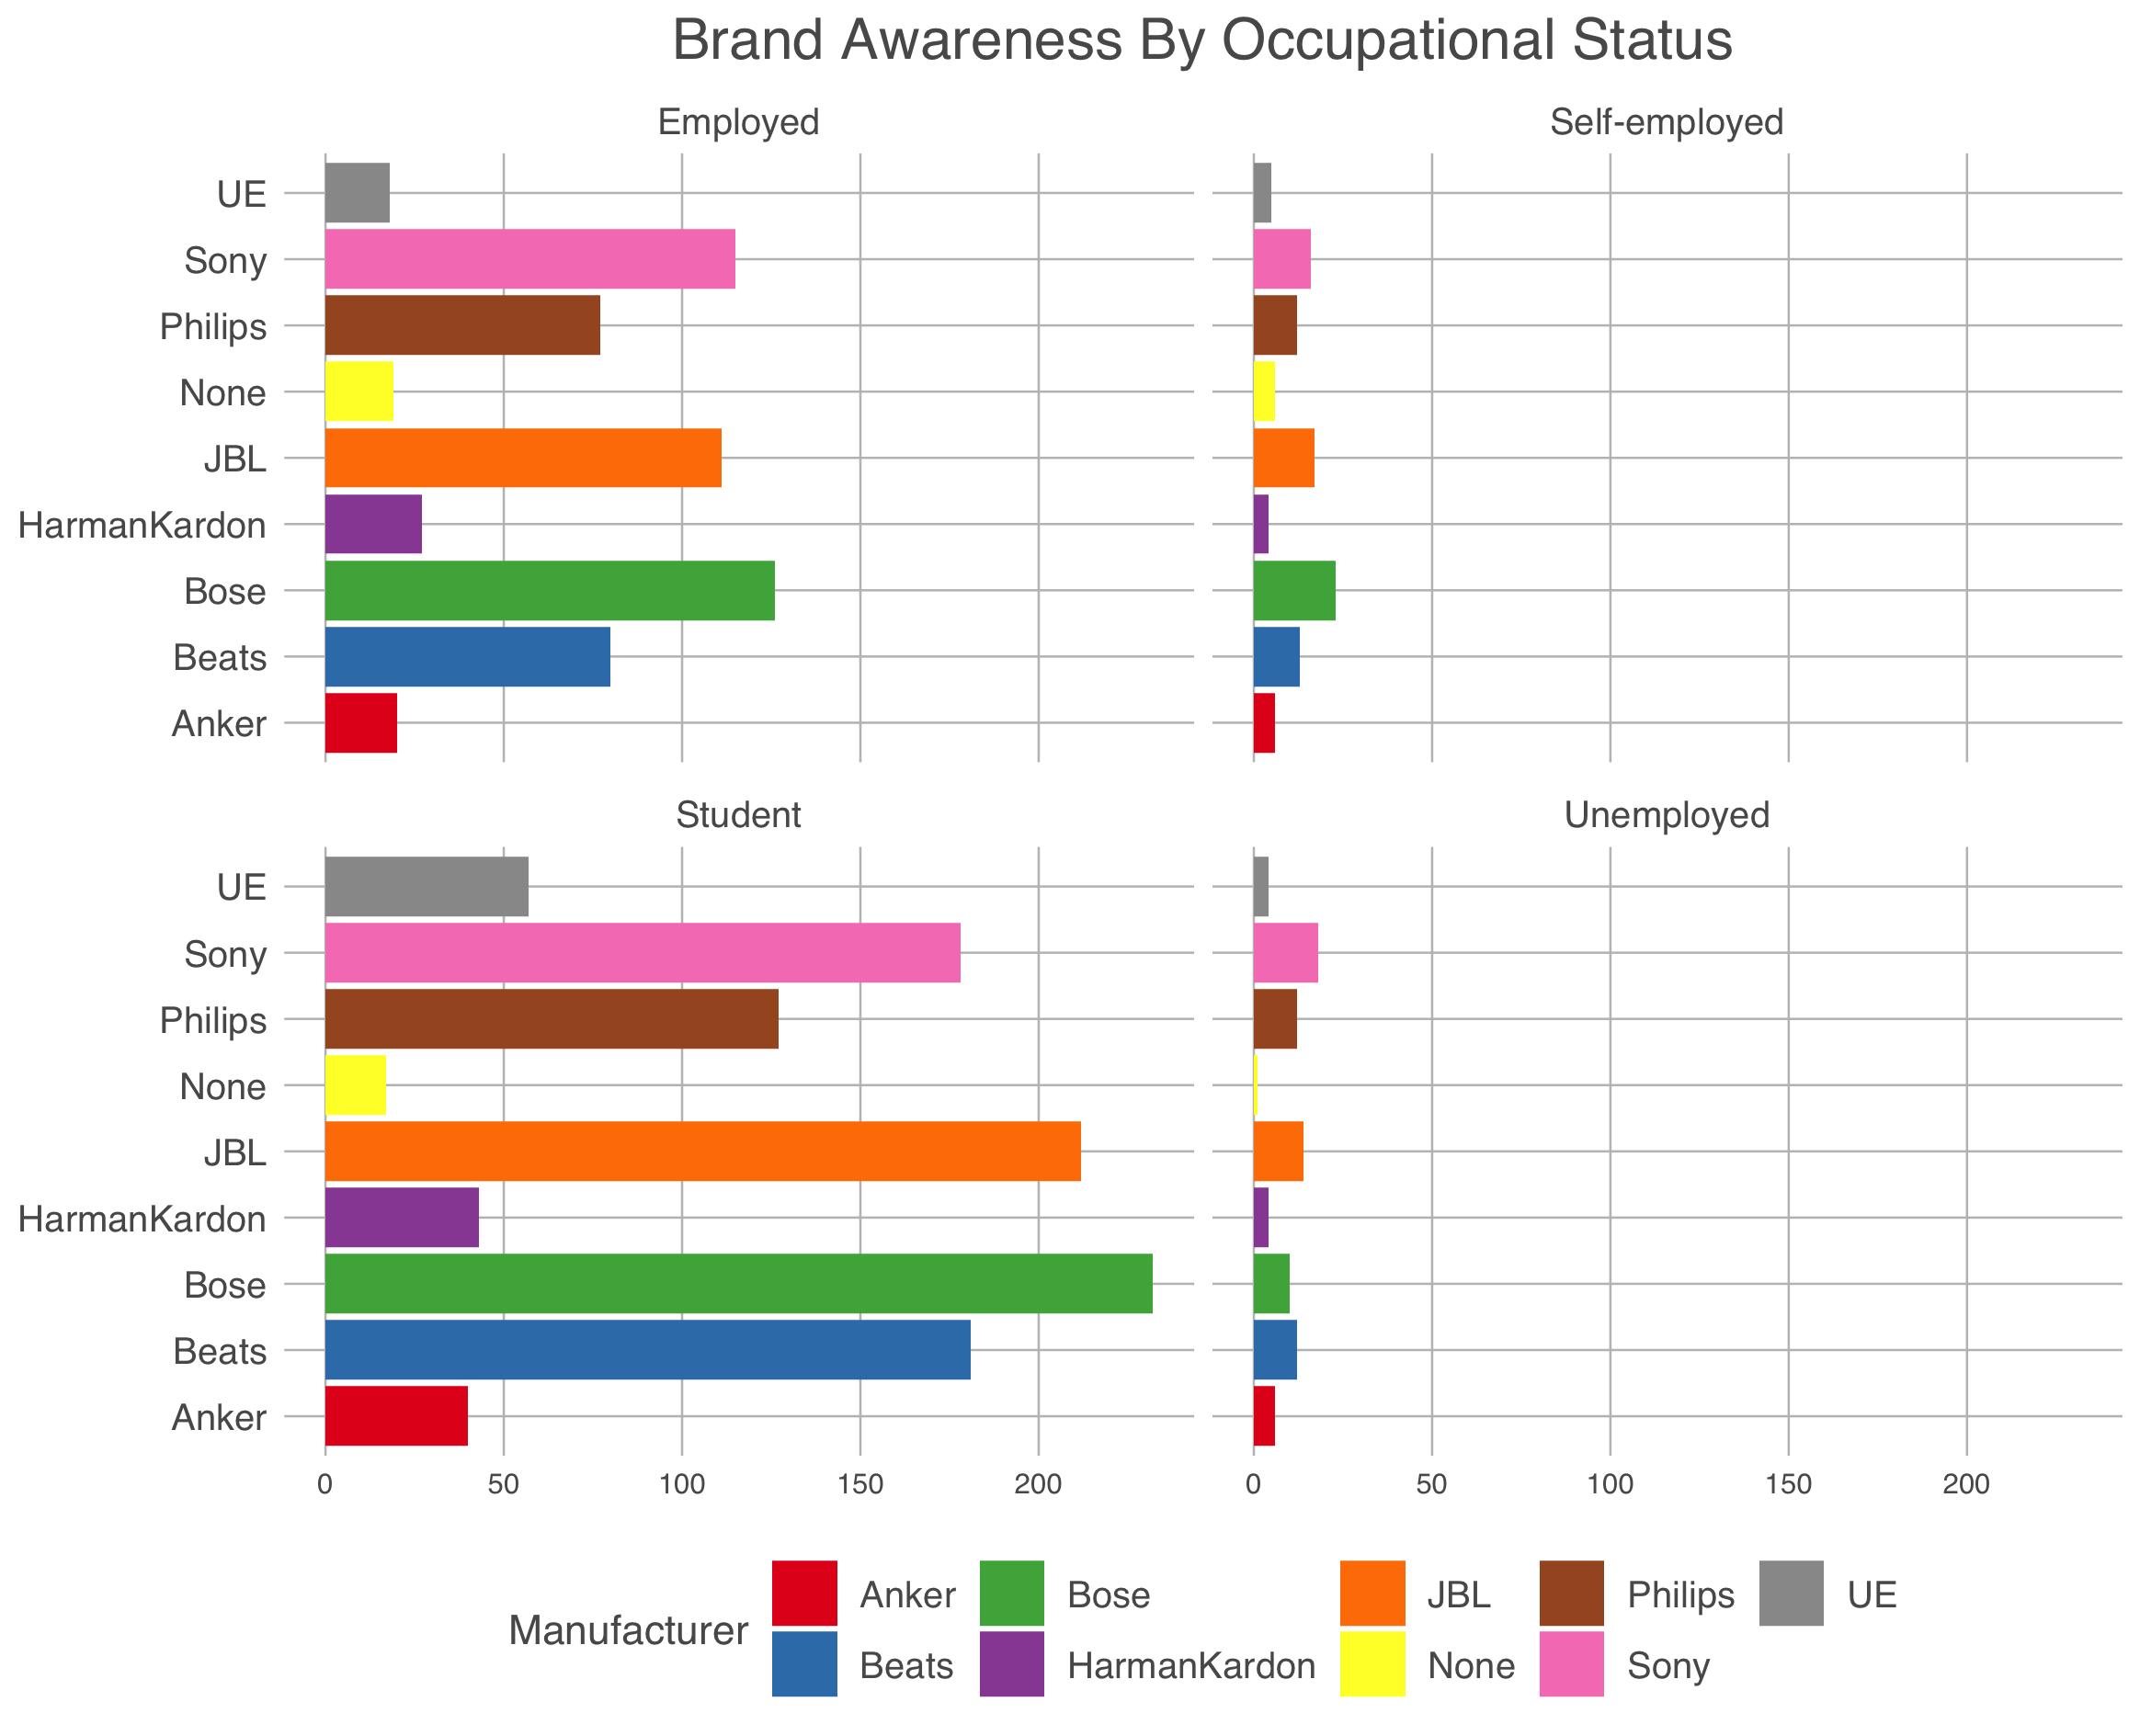 Brand Awareness By Occupational Status
Employed
Self-employed
UE
Sony
Philips
None
JBL
HarmanKardon
Bose
Beats
Anker
Student
Unemployed
UE
Sony
Philips
None
JBL
HarmanKardon
Bose
Beats
Anker
0 50 100 150 200
0 50 100 150 200
Manufacturer
Anker Bose JBL Philips UE
Beats HarmanKardon None Sony